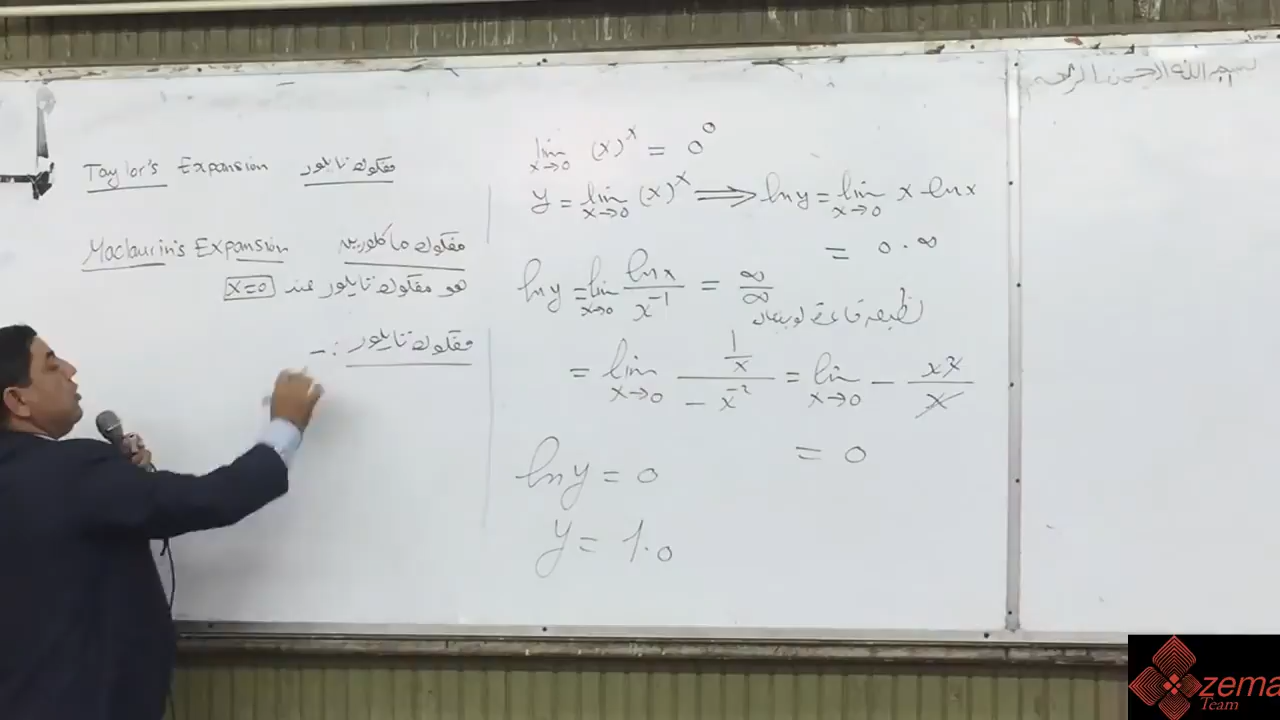 بسم الله الرحمن الرحيم
Taylor's Expansion مفكوك تايلور
Maclaurin's Expansion مفكوك ماكلورين
هو مفكوك تايلور عند x=0
مفكوك تايلور :-
lim x→0 (x)^x = 0^0
y = lim x→0 (x)^x ⟹ ln y = lim x→0 x ln x
= 0.∞
ln y = lim x→0 ln x / x^-1 = ∞/∞
نطبق قاعدة لوبيتال
= lim x→0 (1/x) / (-x^-2) = lim x→0 - x^2/x
= 0
ln y = 0
y = 1.0
zema
Team